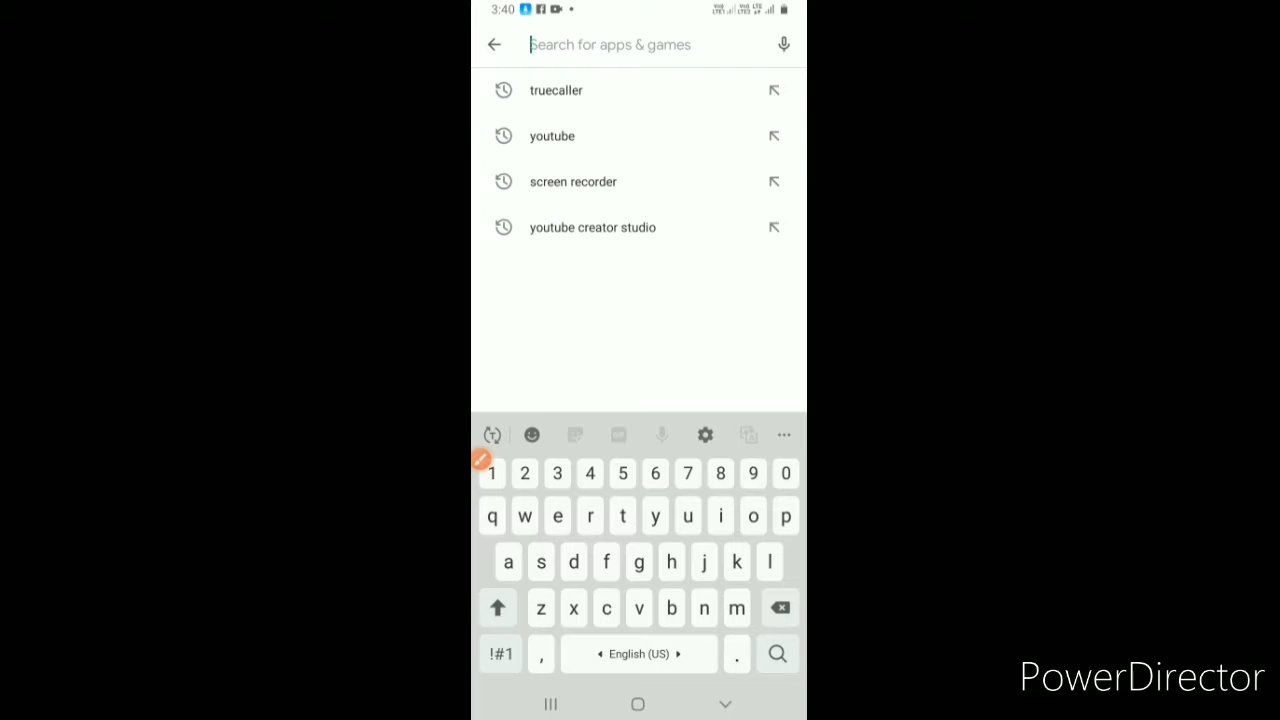 3:40
Search for apps & games
truecaller
youtube
screen recorder
youtube creator studio
1 2 3 4 5 6 7 8 9 0
q w e r t y u i o p
a s d f g h j k l
z x c v b n m
!#1 , English (US) .
PowerDirector